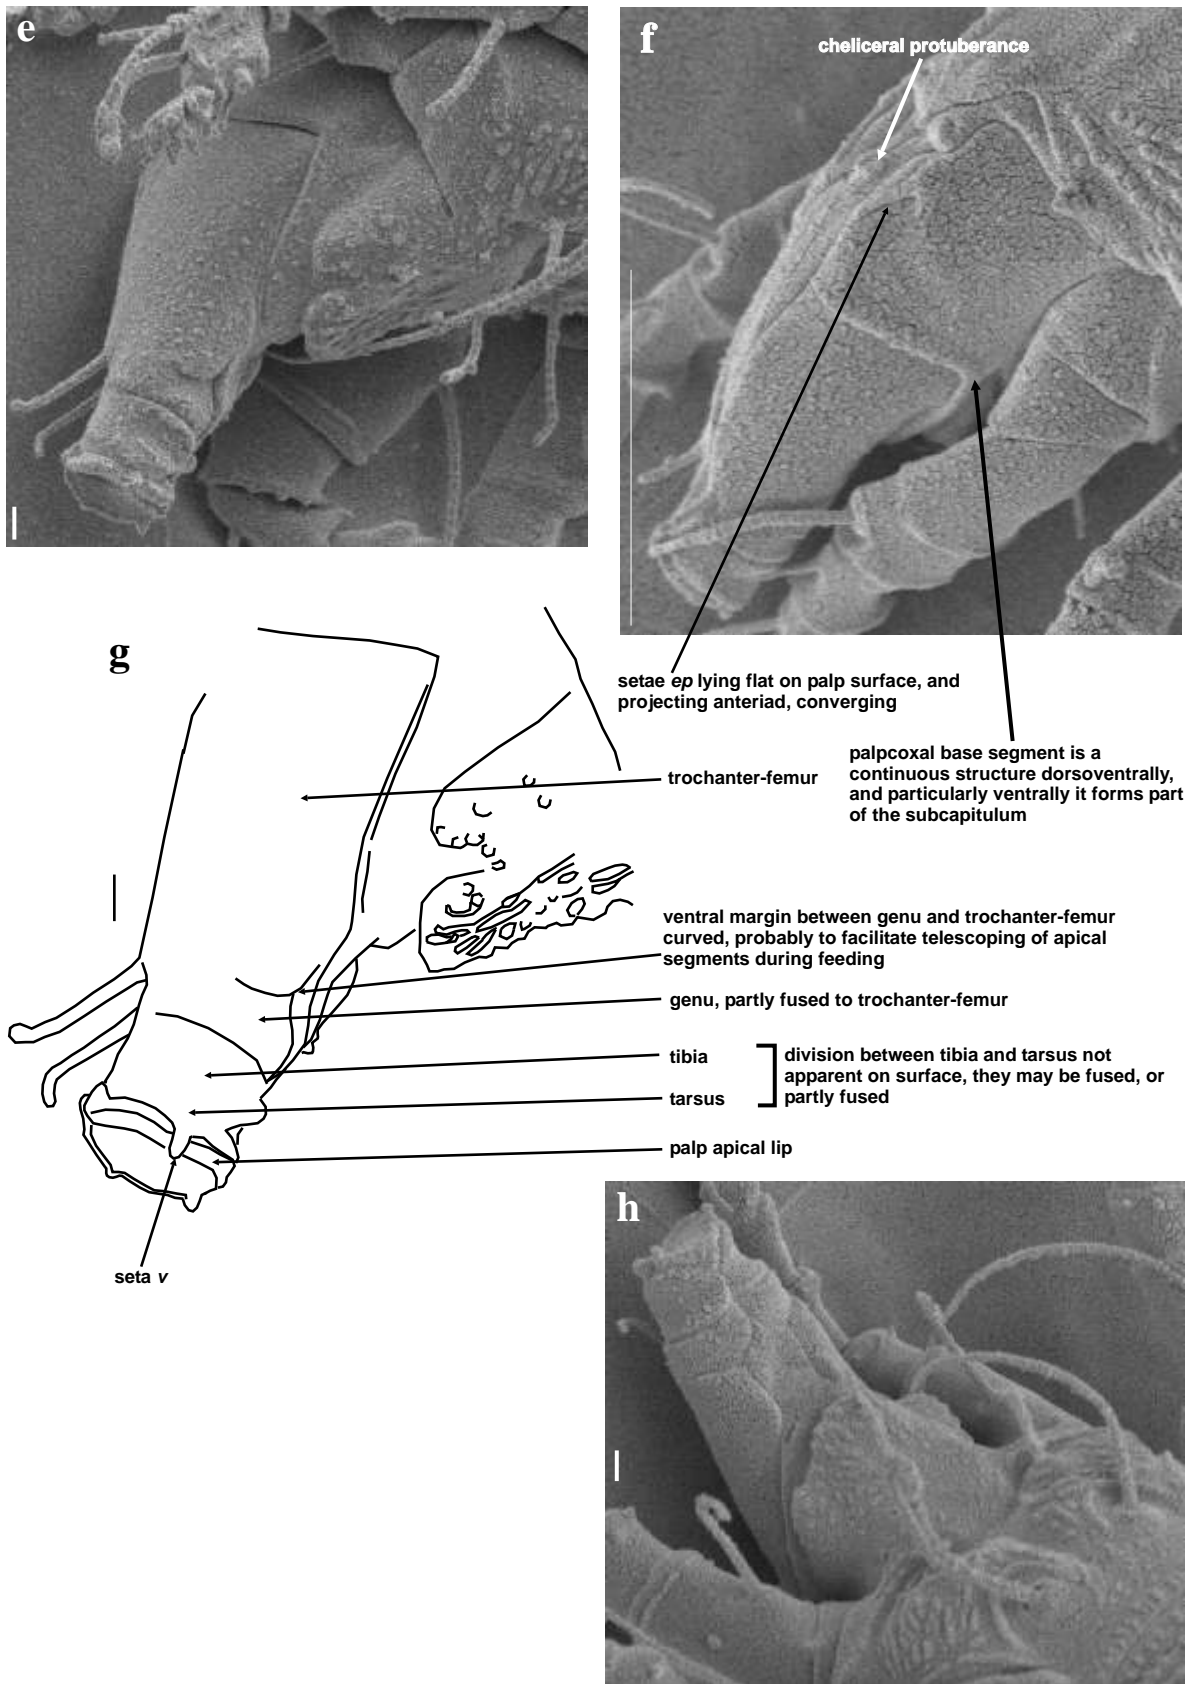 e
f
cheliceral protuberance
g
setae ep lying flat on palp surface, and
projecting anteriad, converging
palpcoxal base segment is a
continuous structure dorsoventrally,
and particularly ventrally it forms part
of the subcapitulum
trochanter-femur
ventral margin between genu and trochanter-femur
curved, probably to facilitate telescoping of apical
segments during feeding
genu, partly fused to trochanter-femur
tibia
tarsus
division between tibia and tarsus not
apparent on surface, they may be fused, or
partly fused
palp apical lip
seta v
h